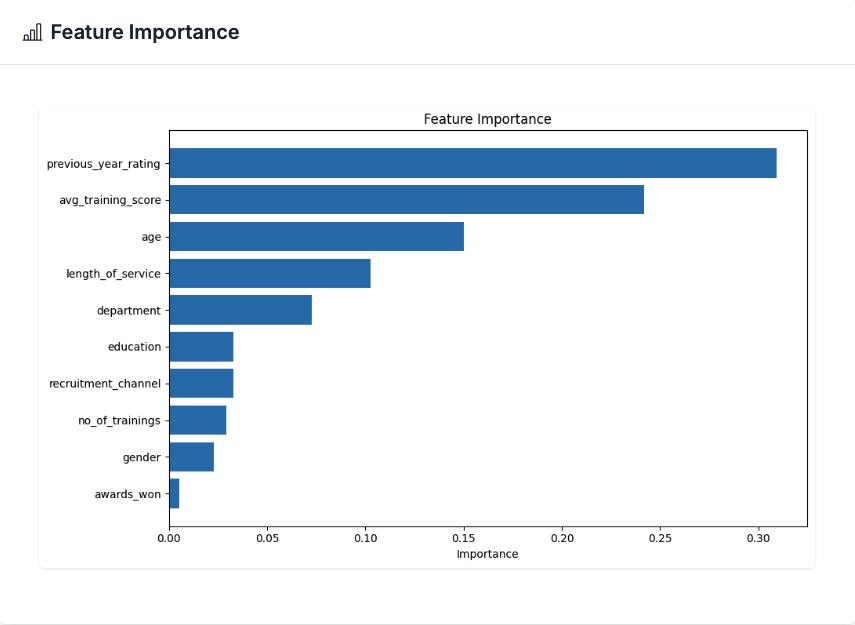 Feature Importance
Feature Importance
previous_year_rating
avg_training_score
age
length_of_service
department
education
recruitment_channel
no_of_trainings
gender
awards_won
0.00 0.05 0.10 0.15 0.20 0.25 0.30
Importance